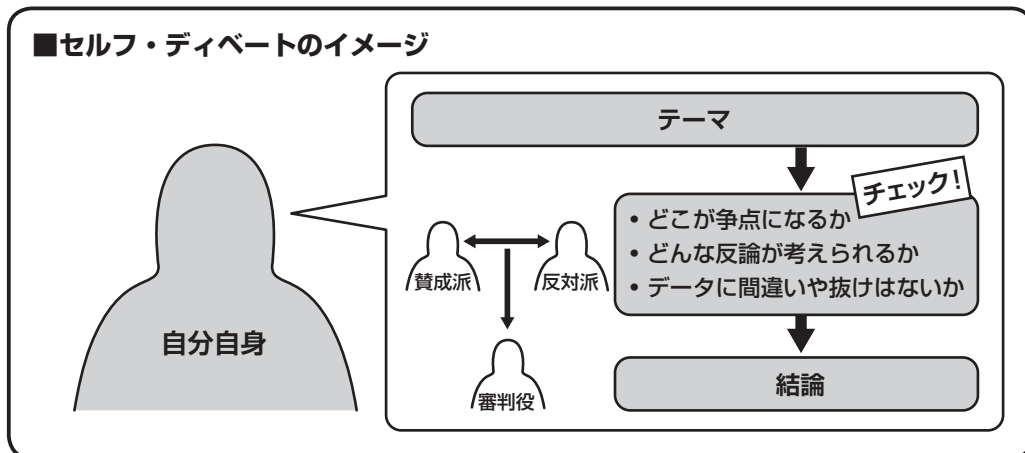 ■セルフ・ディベートのイメージ
テーマ
チェック!
• どこが争点になるか
• どんな反論が考えられるか
• データに間違いや抜けはないか
賛成派
反対派
審判役
自分自身
結論